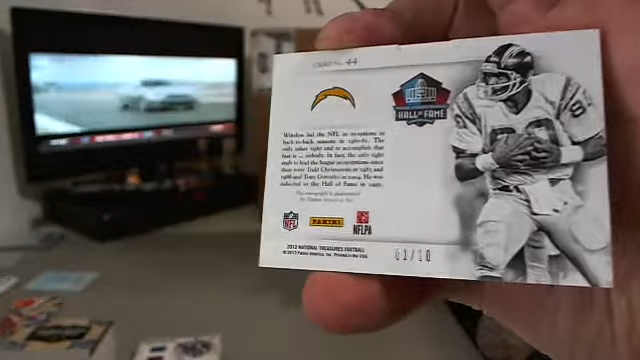 CARD No. 44
HALL OF FAME
Winslow led the NFL in receptions in
back-to-back seasons in 1980-81. The
only other tight end to accomplish that
feat is ... nobody. In fact, the only tight
ends to lead the league in receptions since
then were Todd Christensen in 1983 and
1986 and Tony Gonzalez in 2004. He was
inducted to the Hall of Fame in 1995.
NFL
PANINI
NFLPA
2012 NATIONAL TREASURES FOOTBALL
© 2012 Panini America, Inc. Printed in the USA
/10